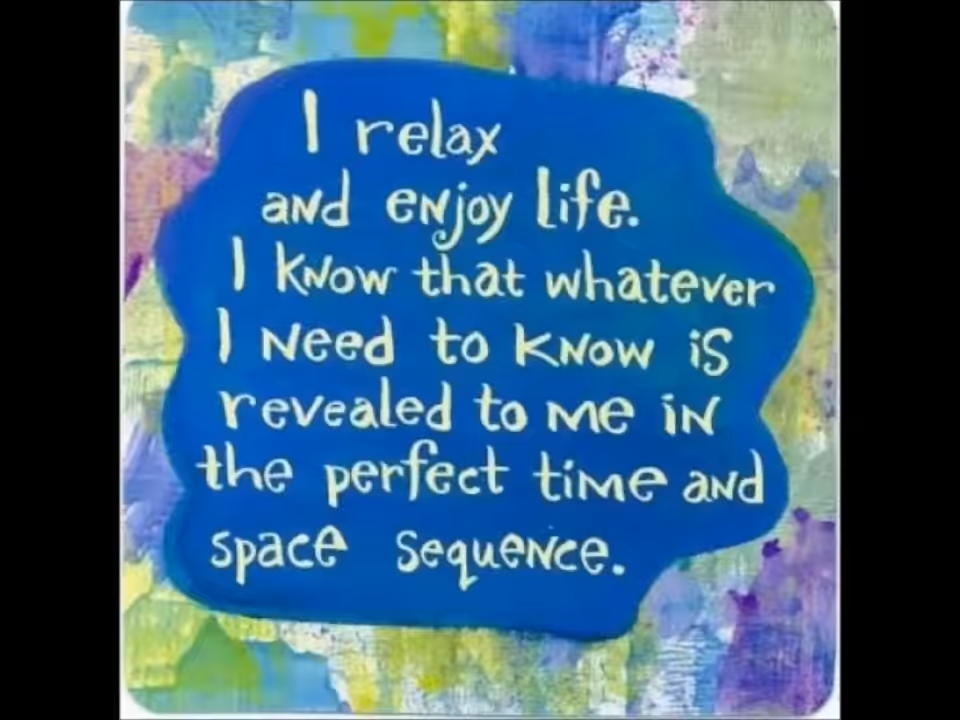 I relax
and enjoy life.
I know that whatever
I need to know is
revealed to me in
the perfect time and
space sequence.